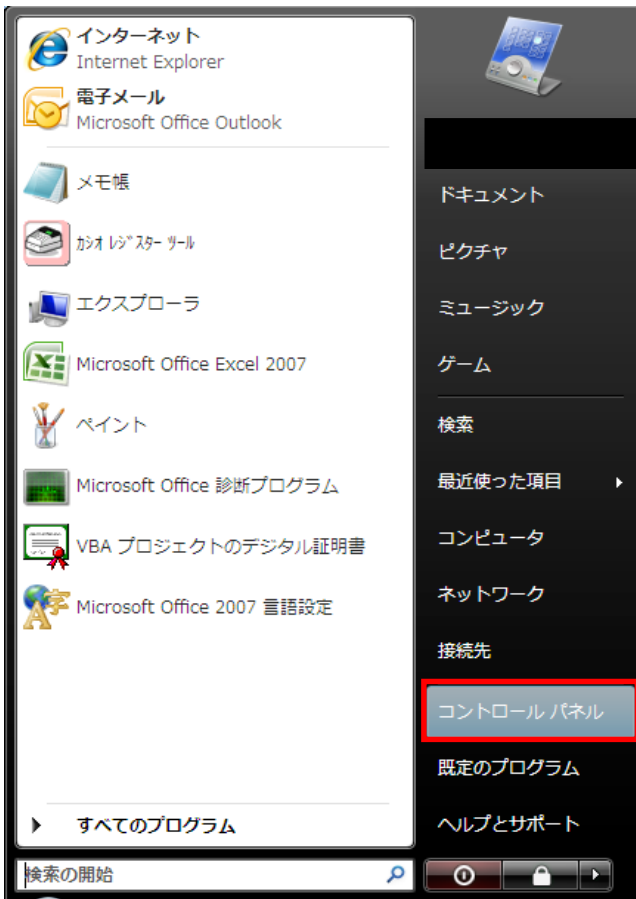 インターネット
Internet Explorer
電子メール
Microsoft Office Outlook
メモ帳
ｶｼｵ ﾚｼﾞｽﾀｰ ﾂｰﾙ
エクスプローラ
Microsoft Office Excel 2007
ペイント
Microsoft Office 診断プログラム
VBA プロジェクトのデジタル証明書
Microsoft Office 2007 言語設定
すべてのプログラム
検索の開始
ドキュメント
ピクチャ
ミュージック
ゲーム
検索
最近使った項目
コンピュータ
ネットワーク
接続先
コントロール パネル
既定のプログラム
ヘルプとサポート